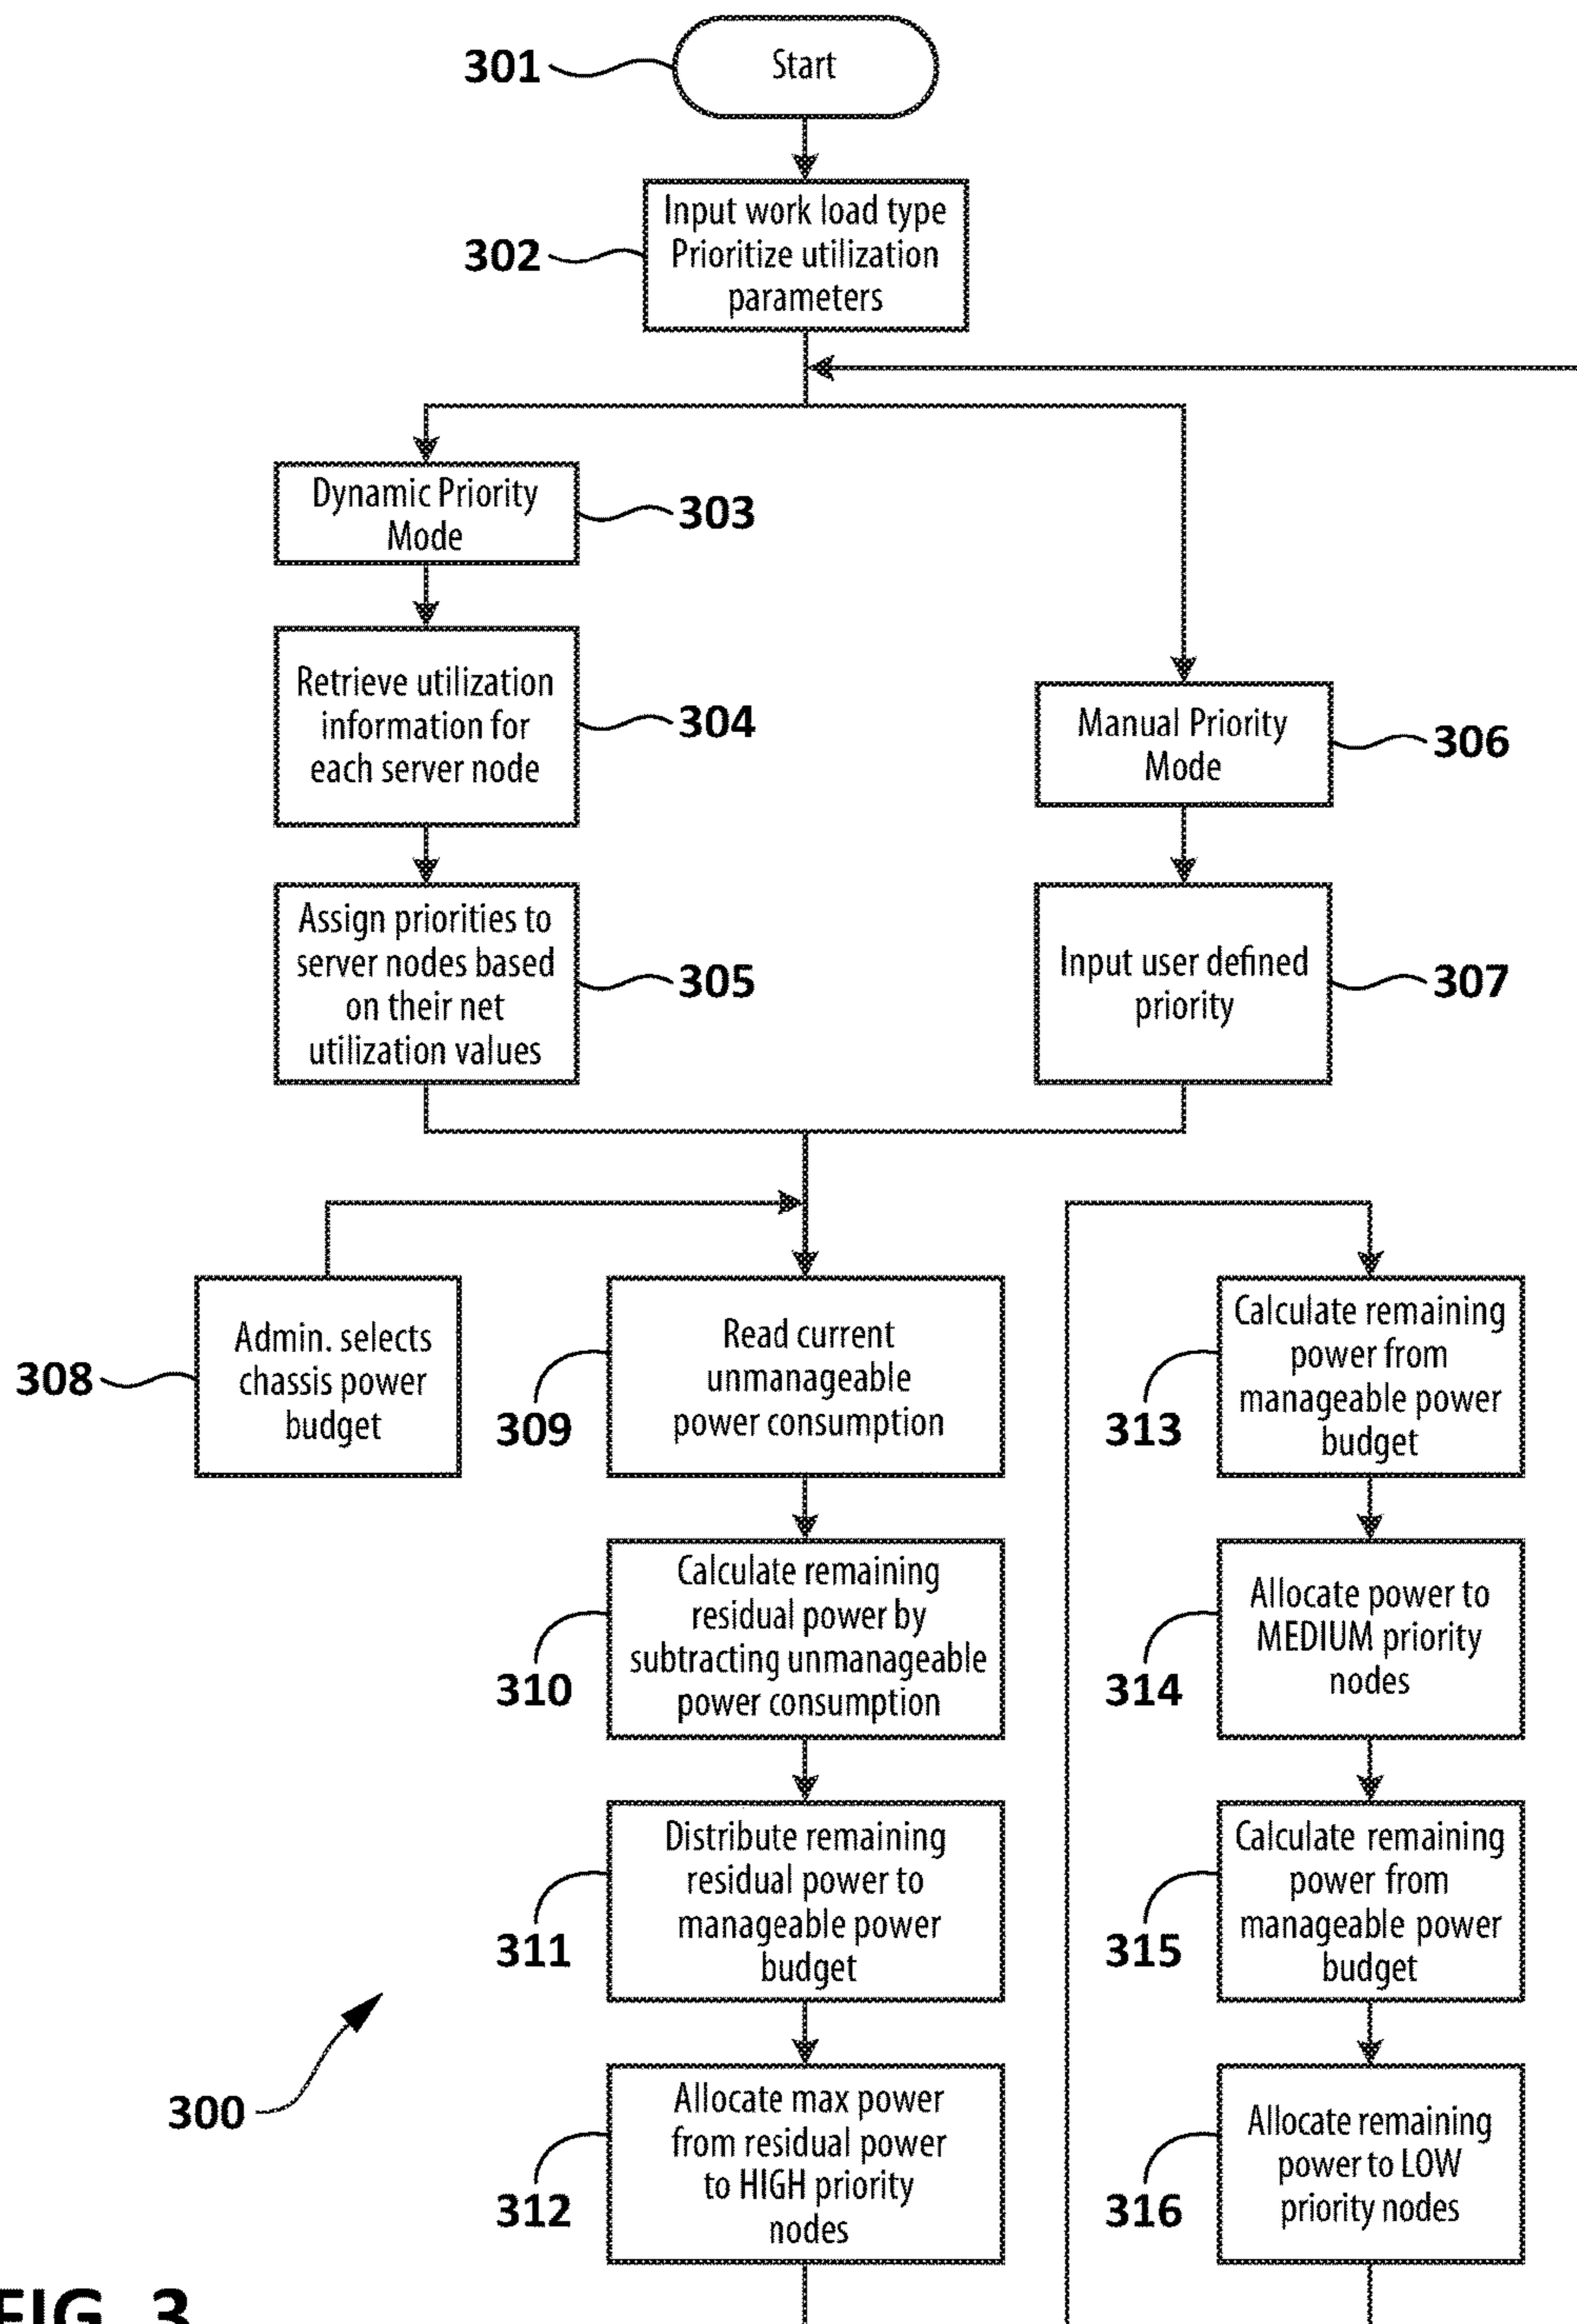 301
Start
302
Input work load type
Prioritize utilization
parameters
Dynamic Priority
Mode
303
Retrieve utilization
information for
each server node
304
Manual Priority
Mode
306
Assign priorities to
server nodes based
on their net
utilization values
305
Input user defined
priority
307
308
Admin. selects
chassis power
budget
309
Read current
unmanageable
power consumption
310
Calculate remaining
residual power by
subtracting unmanageable
power consumption
311
Distribute remaining
residual power to
manageable power
budget
312
Allocate max power
from residual power
to HIGH priority
nodes
313
Calculate remaining
power from
manageable power
budget
314
Allocate power to
MEDIUM priority
nodes
315
Calculate remaining
power from
manageable power
budget
316
Allocate remaining
power to LOW
priority nodes
300
FIG. 3